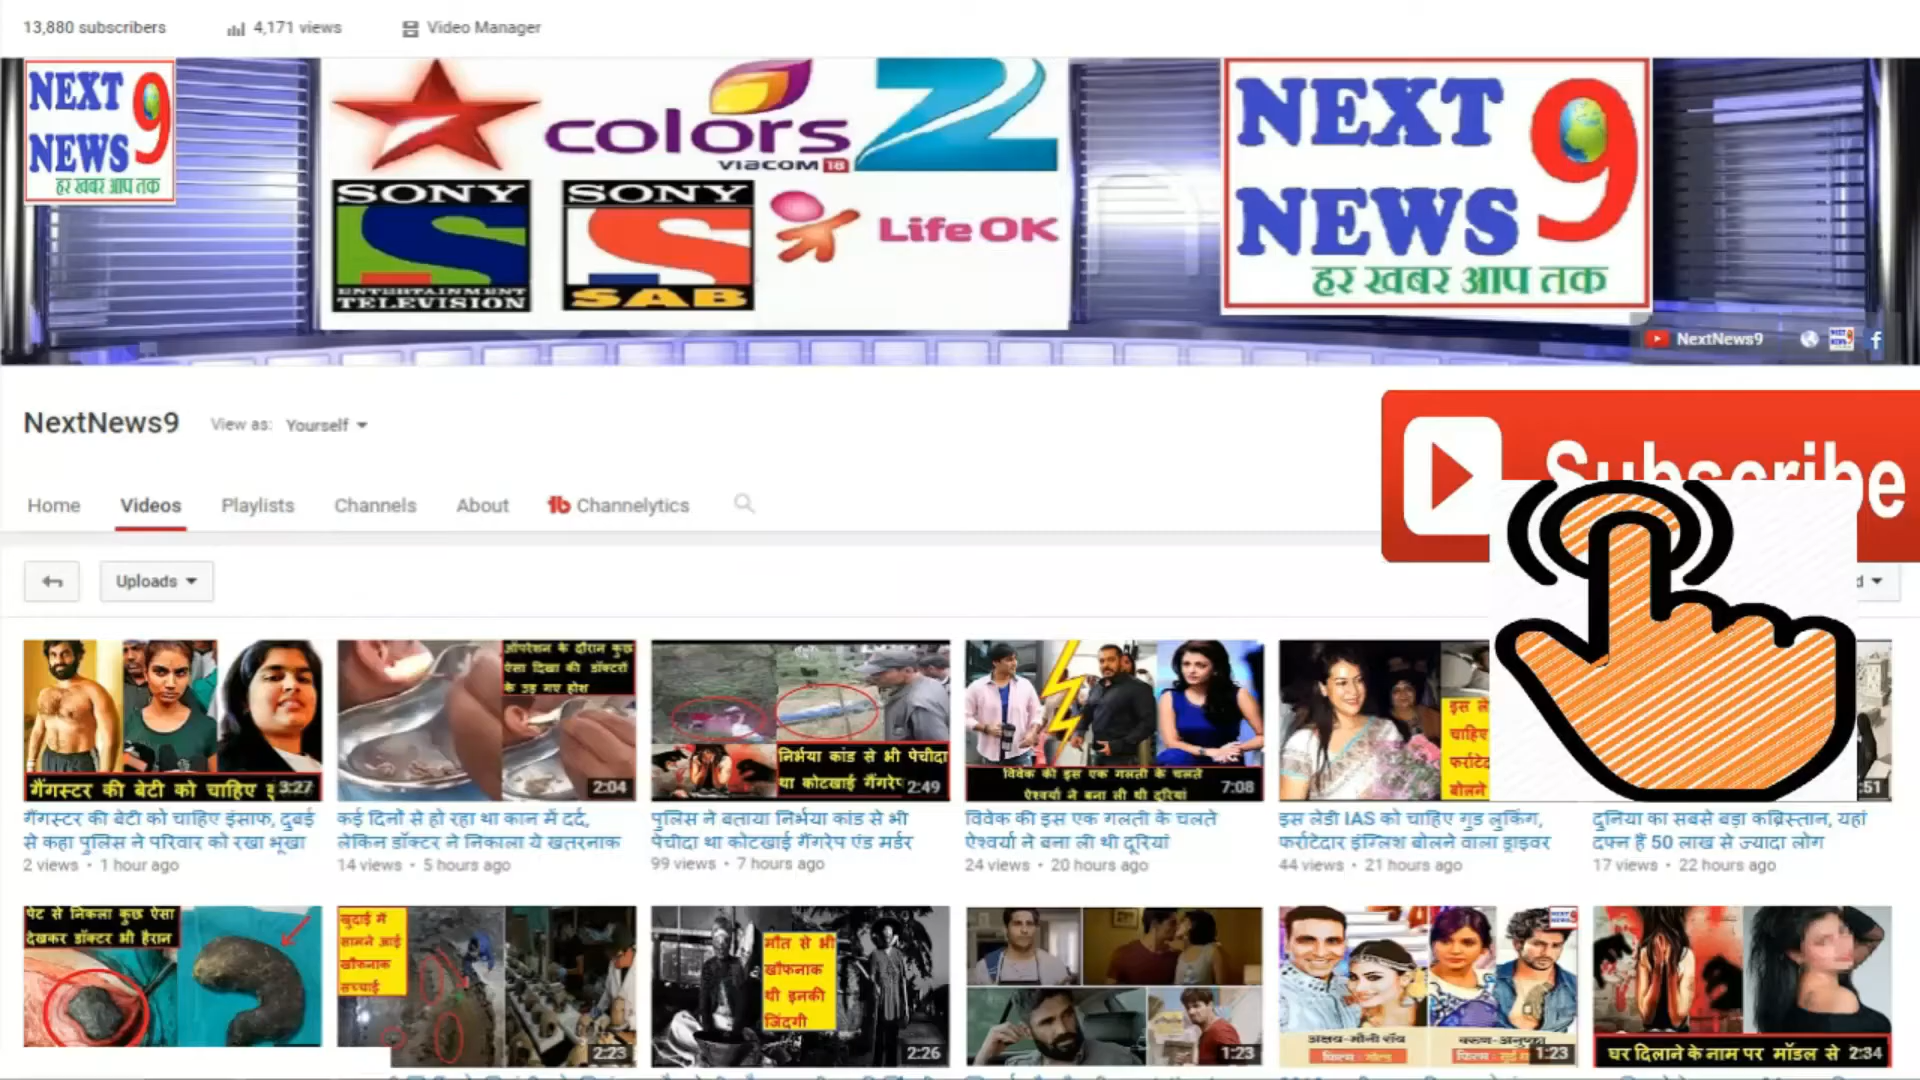 13,880 subscribers
4,171 views
Video Manager
NEXT
NEWS 9
हर खबर आप तक
colors
VIACOM 18
SONY
ENTERTAINMENT
TELEVISION
SONY
SAB
Life OK
NEXT
NEWS 9
हर खबर आप तक
NextNews9
NextNews9
View as: Yourself
Subscribe
Home
Videos
Playlists
Channels
About
Channelytics
Uploads
गैंगस्टर की बेटी को चाहिए
3:27
गैंगस्टर की बेटी को चाहिए इंसाफ, दुबई
से कहा पुलिस ने परिवार को रखा भूखा
2 views • 1 hour ago
ऑपरेशन के दौरान कुछ
ऐसा दिखा की डॉक्टरों
के उड़ गए होश
2:04
कई दिनों से हो रहा था कान में दर्द,
लेकिन डॉक्टर ने निकाला ये खतरनाक
14 views • 5 hours ago
निर्भया कांड से भी पेचीदा
था कोटखाई गैंगरेप
2:49
पुलिस ने बताया निर्भया कांड से भी
पेचीदा था कोटखाई गैंगरेप एंड मर्डर
99 views • 7 hours ago
विवेक की इस एक गलती के चलते
ऐश्वर्या ने बना ली थी दूरियां
7:08
विवेक की इस एक गलती के चलते
ऐश्वर्या ने बना ली थी दूरियां
24 views • 20 hours ago
इस ले
चाहिए
फर्राटेद
बोलने
इस लेडी IAS को चाहिए गुड लुकिंग,
फर्राटेदार इंग्लिश बोलने वाला ड्राइवर
44 views • 21 hours ago
:51
दुनिया का सबसे बड़ा कब्रिस्तान, यहां
दफ्न हैं 50 लाख से ज्यादा लोग
17 views • 22 hours ago
पेट से निकला कुछ ऐसा
देखकर डॉक्टर भी हैरान
खुदाई में
सामने आई
खौफनाक
सच्चाई
2:23
मौत से भी
खौफनाक
थी इनकी
जिंदगी
2:26
1:23
अक्षय-मौनी रॉय
फिल्म - गोल्ड
वरुण-अनुष्का
1:23
घर दिलाने के नाम पर मॉडल से
2:34